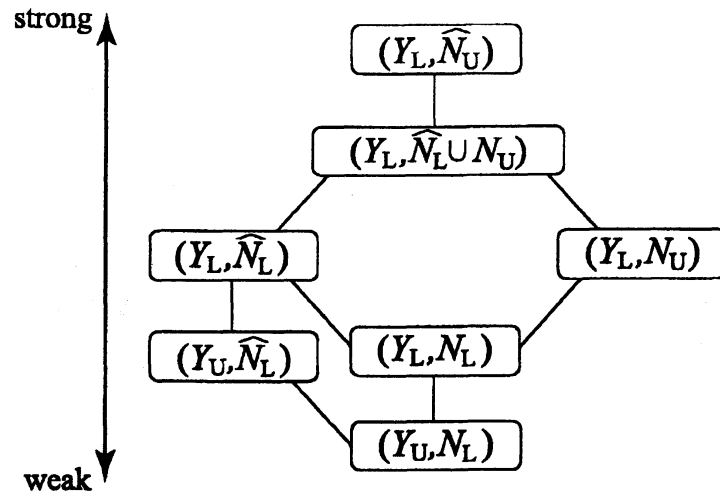 strong
(Y_L, \widehat{N}_U)
(Y_L, \widehat{N}_L ∪ N_U)
(Y_L, \widehat{N}_L) (Y_L, N_U)
(Y_U, \widehat{N}_L) (Y_L, N_L)
(Y_U, N_L)
weak